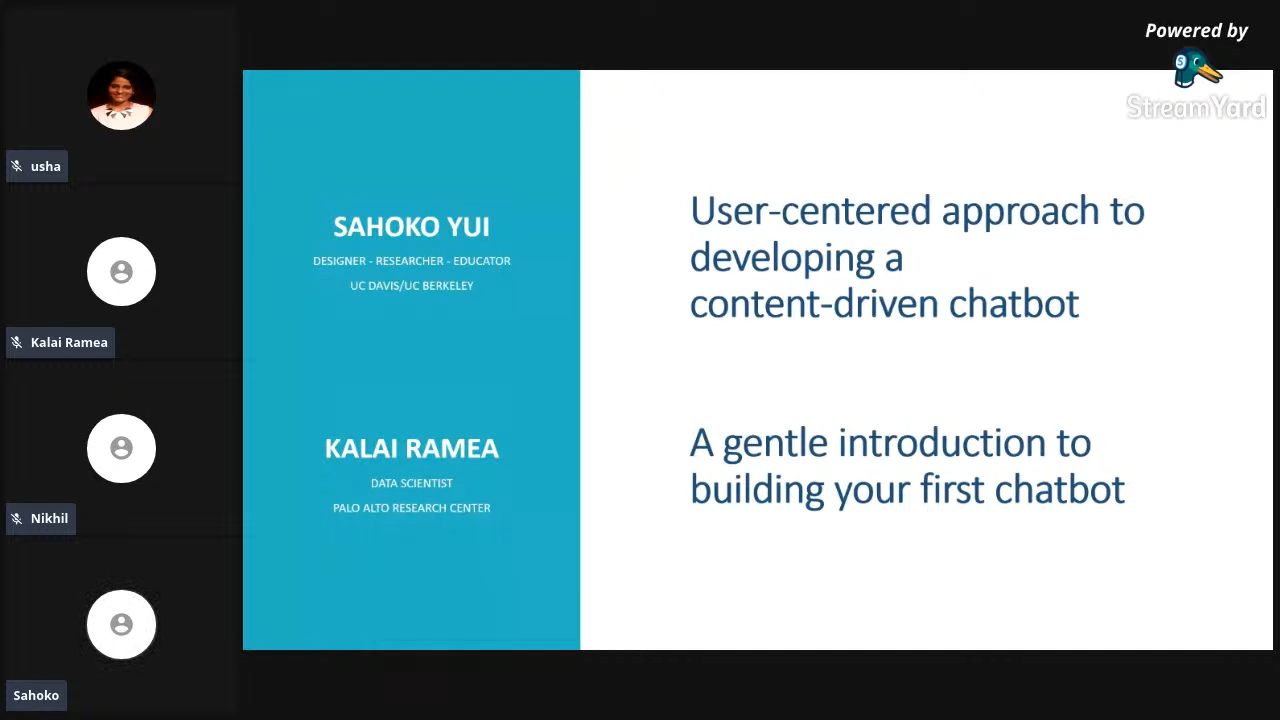 Powered by
StreamYard
usha
Kalai Ramea
Nikhil
Sahoko
SAHOKO YUI
DESIGNER - RESEARCHER - EDUCATOR
UC DAVIS/UC BERKELEY
User-centered approach to
developing a
content-driven chatbot
KALAI RAMEA
DATA SCIENTIST
PALO ALTO RESEARCH CENTER
A gentle introduction to
building your first chatbot